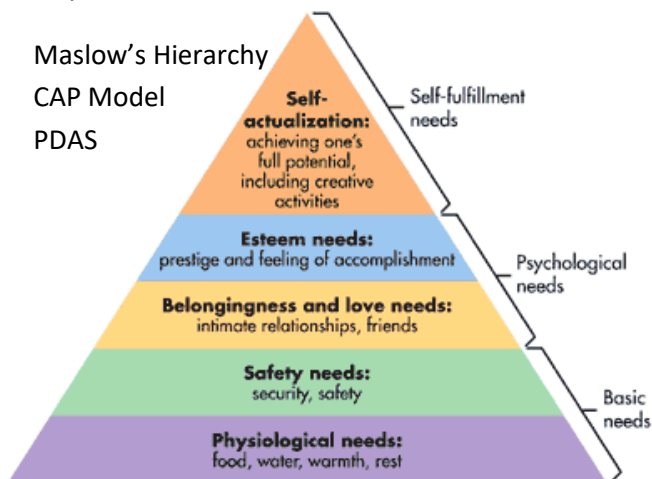 Maslow's Hierarchy
CAP Model
PDAS
Self-
actualization:
achieving one's
full potential,
including creative
activities
Self-fulfillment
needs
Esteem needs:
prestige and feeling of accomplishment
Psychological
needs
Belongingness and love needs:
intimate relationships, friends
Safety needs:
security, safety
Basic
needs
Physiological needs:
food, water, warmth, rest